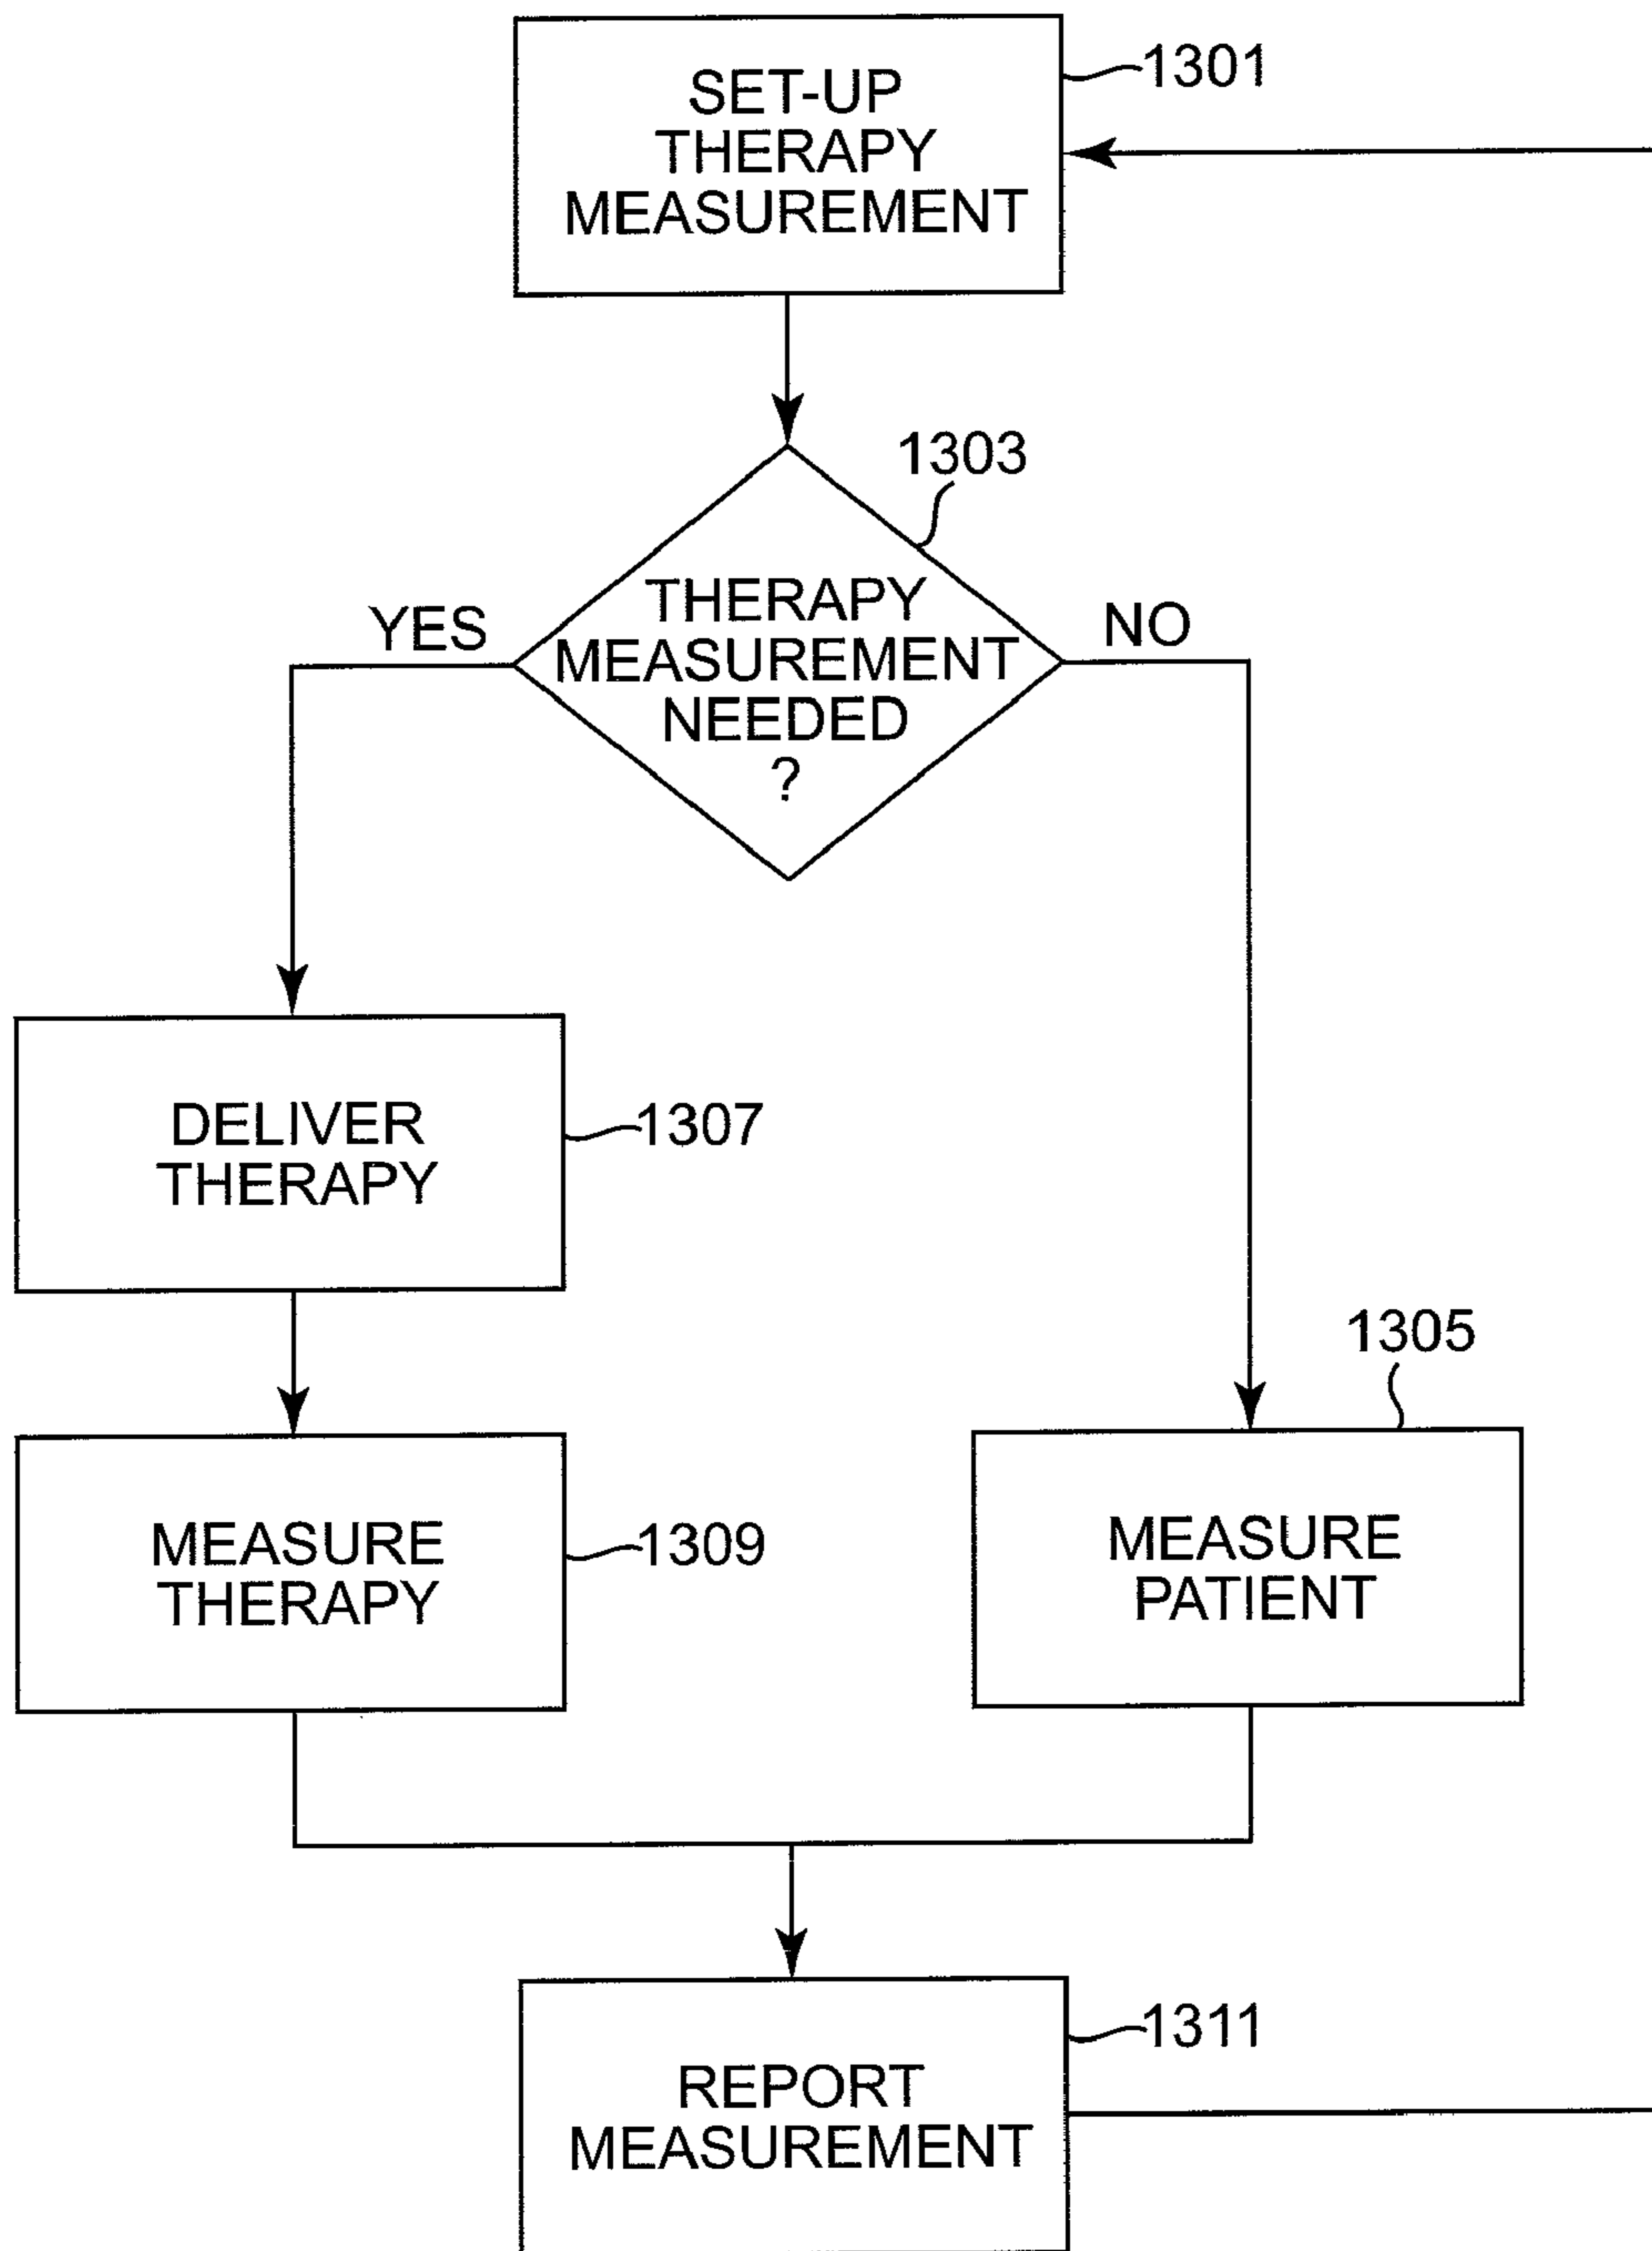 SET-UP
THERAPY
MEASUREMENT
1301
1303
THERAPY
MEASUREMENT
NEEDED
?
YES
NO
DELIVER
THERAPY
1307
MEASURE
THERAPY
1309
1305
MEASURE
PATIENT
REPORT
MEASUREMENT
1311